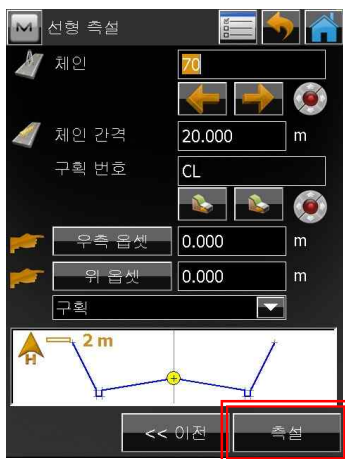 M 선형 측설
체인 70
체인 간격 20.000 m
구획 번호 CL
우측 옵셋 0.000 m
위 옵셋 0.000 m
구획
H 2 m
<< 이전 측설